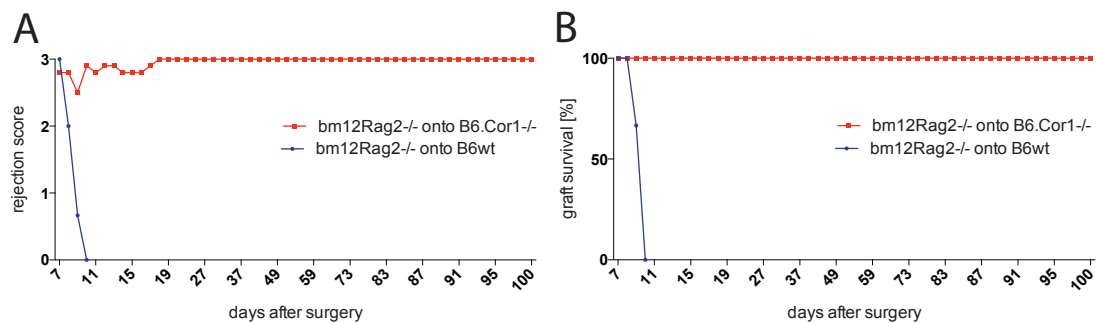 A
rejection score
3
2
1
0
bm12Rag2-/- onto B6.Cor1-/-
bm12Rag2-/- onto B6wt
7 11 15 19 27 37 49 59 73 83 87 91 95 100
days after surgery
B
graft survival [%]
100
50
0
bm12Rag2-/- onto B6.Cor1-/-
bm12Rag2-/- onto B6wt
7 11 15 19 27 37 49 59 73 83 87 91 95 100
days after surgery